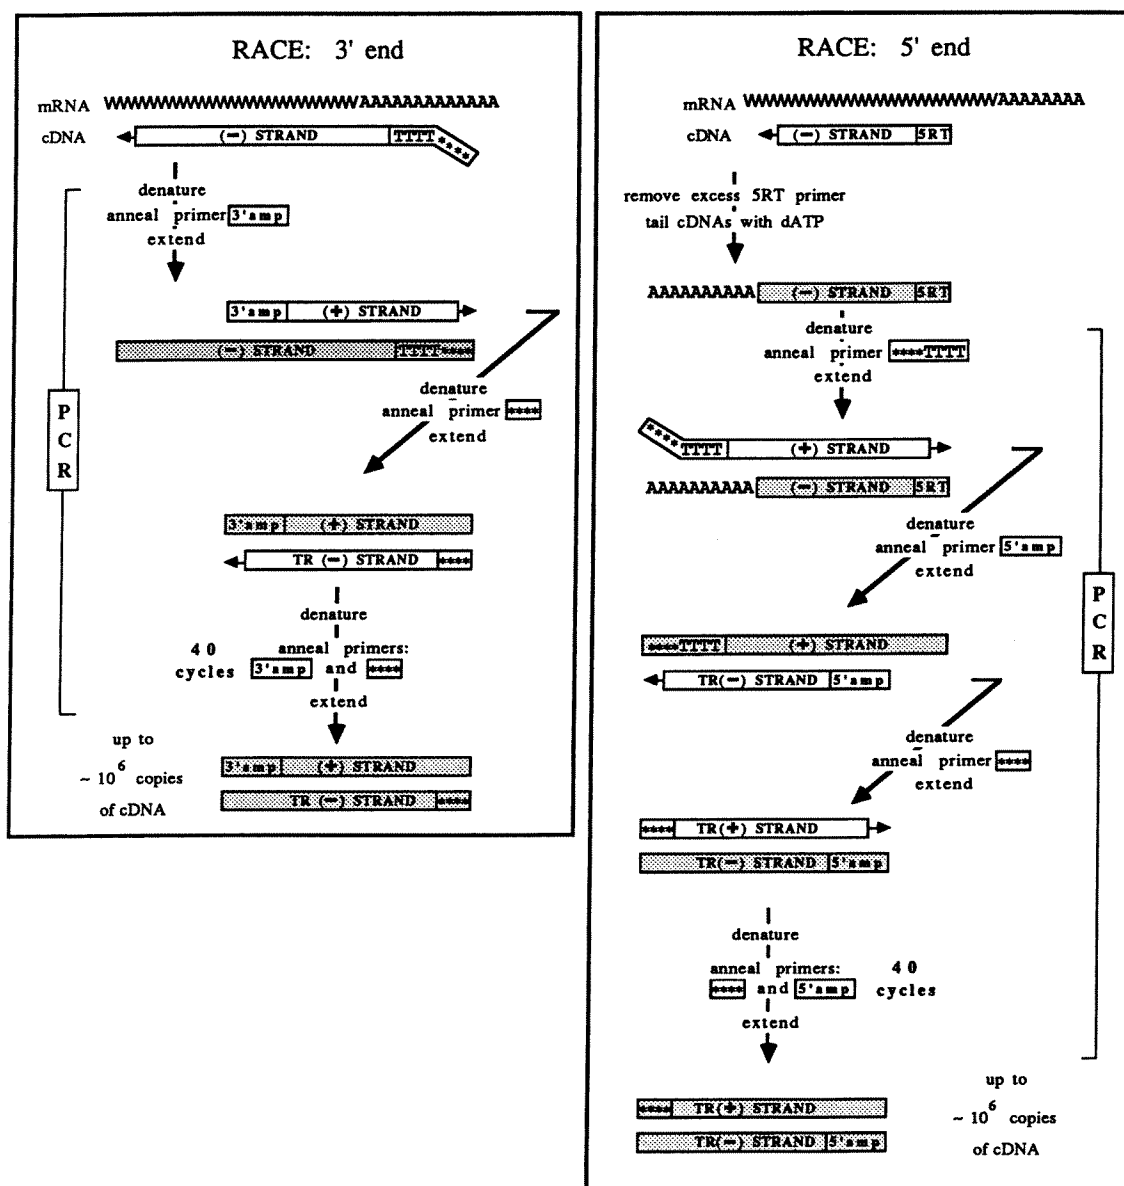 RACE: 3' end
mRNA WWWWWWWWWWWWWWWWWWWWWWAAAAAAAAAAAAA
cDNA (−) STRAND TTTT ****
denature
anneal primer 3'amp
extend
3'amp (+) STRAND
(−) STRAND TTTT****
denature
anneal primer ****
extend
PCR
3'amp (+) STRAND
TR (−) STRAND ****
denature
40 cycles
anneal primers:
3'amp and ****
extend
up to
~ 10^6 copies
of cDNA
3'amp (+) STRAND
TR (−) STRAND ****
RACE: 5' end
mRNA WWWWWWWWWWWWWWWWWWWWWWAAAAAAAA
cDNA (−) STRAND 5RT
remove excess 5RT primer
tail cDNAs with dATP
AAAAAAAAAA (−) STRAND 5RT
denature
anneal primer ****TTTT
extend
**** TTTT (+) STRAND
AAAAAAAAAA (−) STRAND 5RT
denature
anneal primer 5'amp
extend
PCR
****TTTT (+) STRAND
TR(−) STRAND 5'amp
denature
anneal primer ****
extend
**** TR(+) STRAND
TR(−) STRAND 5'amp
denature
anneal primers:
**** and 5'amp
40 cycles
extend
**** TR(+) STRAND
TR(−) STRAND 5'amp
up to
~ 10^6 copies
of cDNA